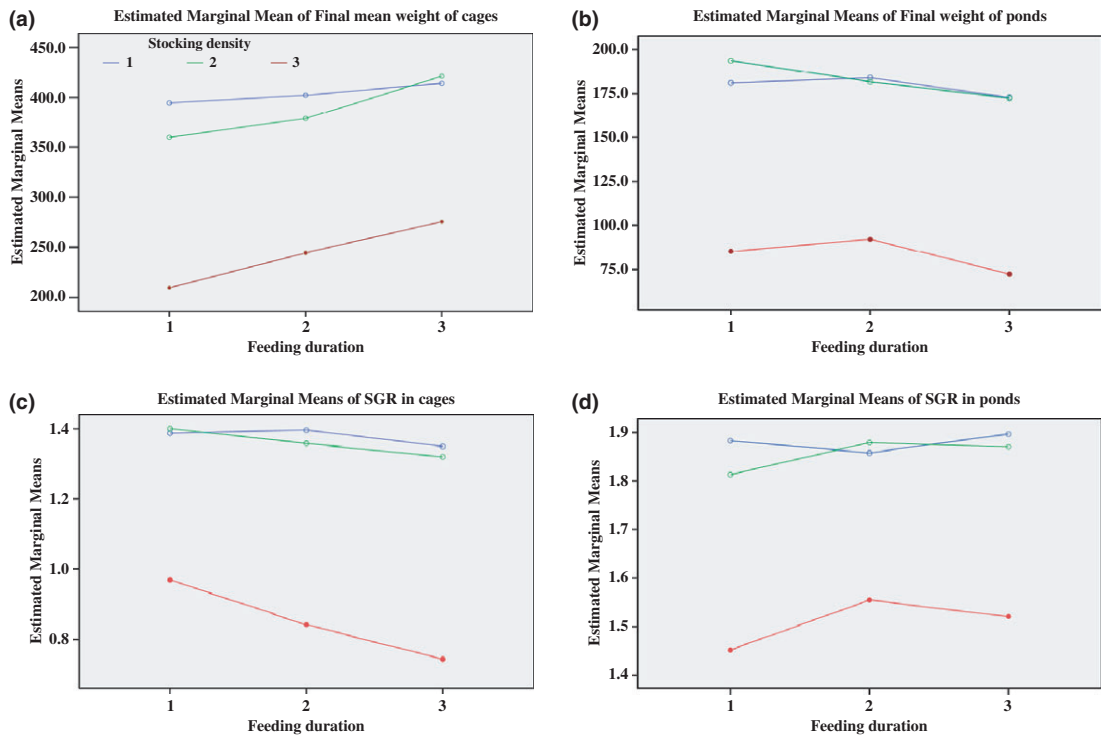 (a)
Estimated Marginal Mean of Final mean weight of cages
Stocking density
1 2 3
450.0
400.0
350.0
300.0
250.0
200.0
Estimated Marginal Means
1 2 3
Feeding duration
(b)
Estimated Marginal Means of Final weight of ponds
200.0
175.0
150.0
125.0
100.0
75.0
Estimated Marginal Means
1 2 3
Feeding duration
(c)
Estimated Marginal Means of SGR in cages
1.4
1.2
1.0
0.8
Estimated Marginal Means
1 2 3
Feeding duration
(d)
Estimated Marginal Means of SGR in ponds
1.9
1.8
1.7
1.6
1.5
1.4
Estimated Marginal Means
1 2 3
Feeding duration